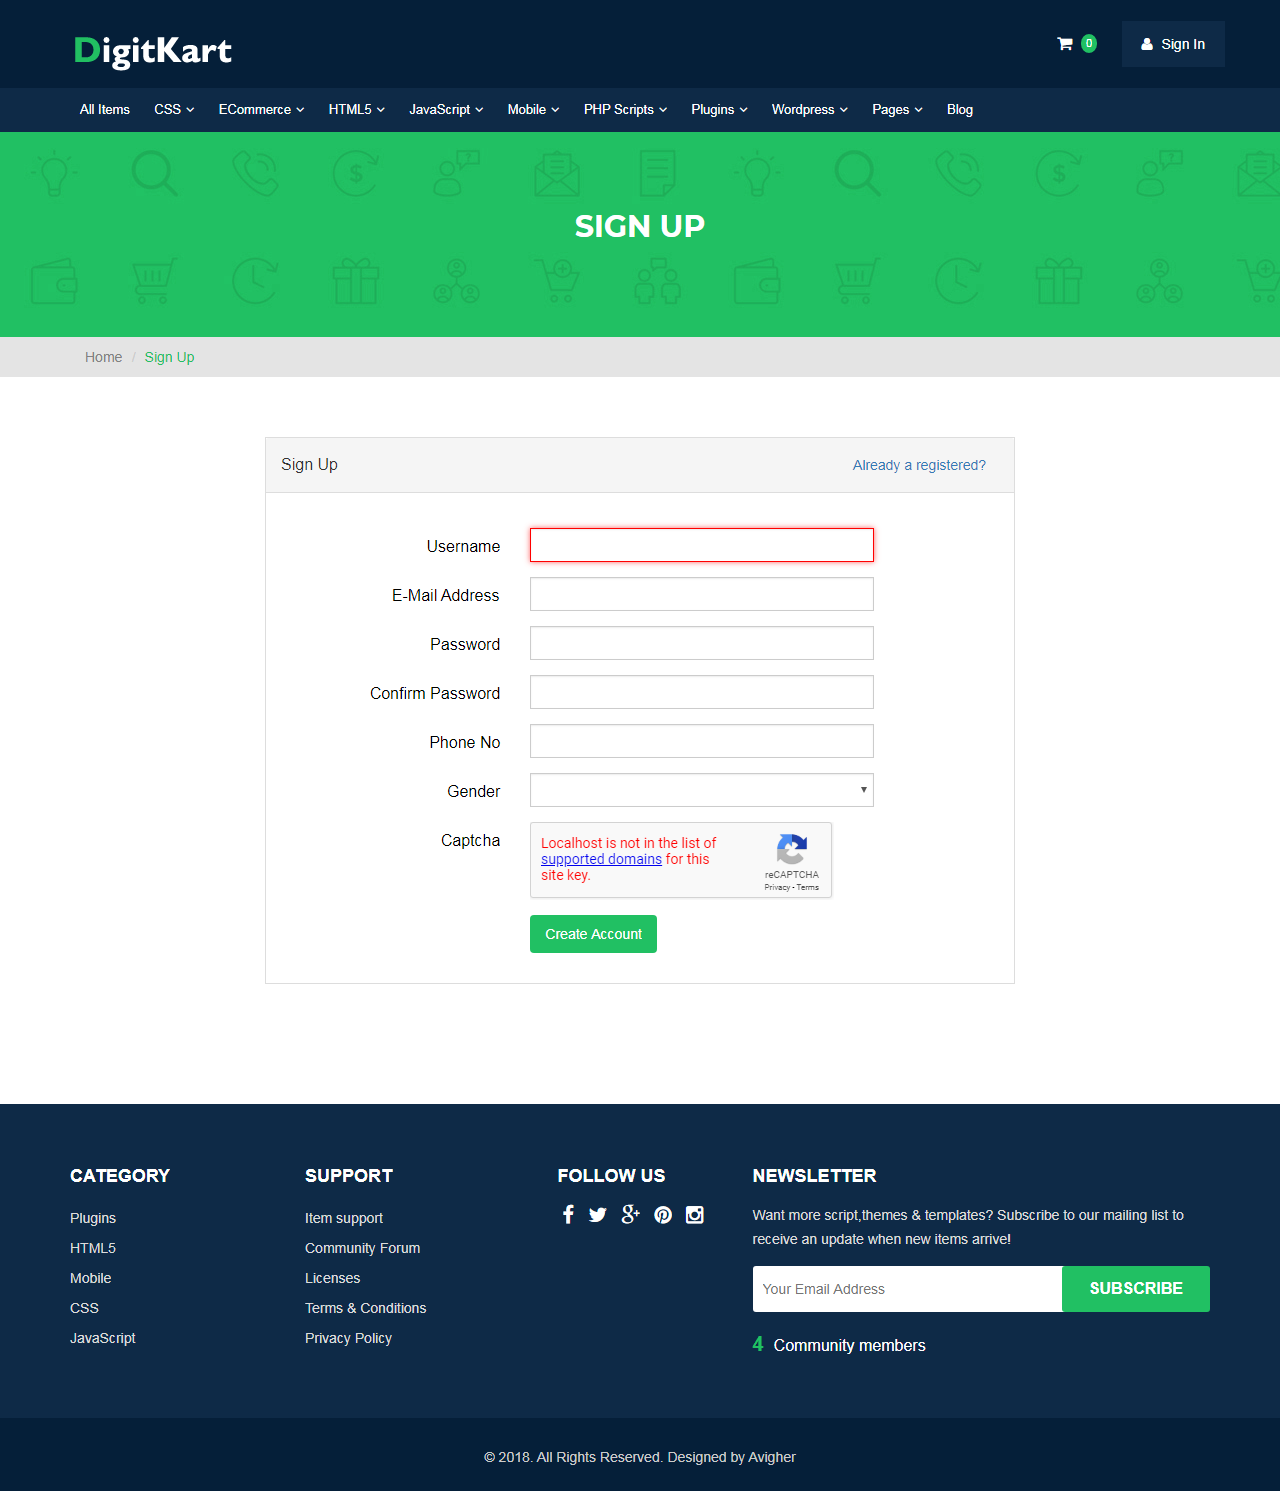 DigitKart
0
Sign In
All Items CSS ECommerce HTML5 JavaScript Mobile PHP Scripts Plugins Wordpress Pages Blog
$ ? $
SIGN UP
Home / Sign Up
Sign Up Already a registered?
Username
E-Mail Address
Password
Confirm Password
Phone No
Gender
Captcha
Localhost is not in the list of
supported domains for this
site key.
reCAPTCHA
Privacy - Terms
Create Account
CATEGORY
Plugins
HTML5
Mobile
CSS
JavaScript
SUPPORT
Item support
Community Forum
Licenses
Terms & Conditions
Privacy Policy
FOLLOW US
NEWSLETTER
Want more script,themes & templates? Subscribe to our mailing list to
receive an update when new items arrive!
Your Email Address SUBSCRIBE
4 Community members
© 2018. All Rights Reserved. Designed by Avigher